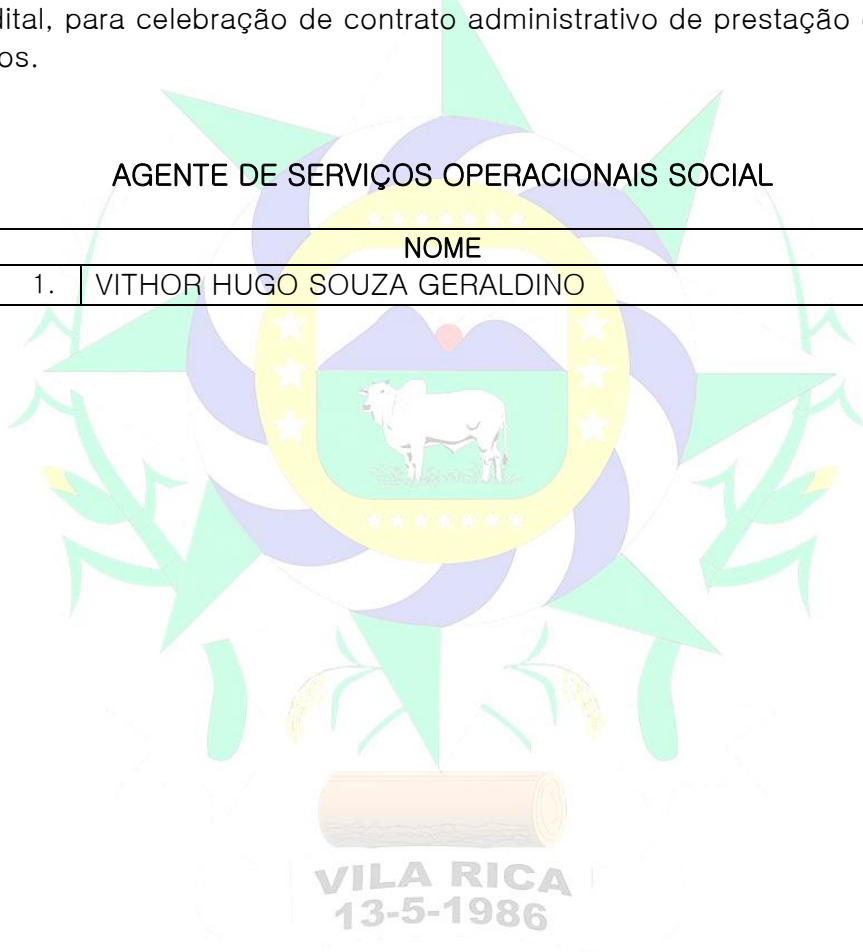 dital, para celebração de contrato administrativo de prestação
os.
AGENTE DE SERVIÇOS OPERACIONAIS SOCIAL
NOME
1. VITHOR HUGO SOUZA GERALDINO
VILA RICA
13-5-1986